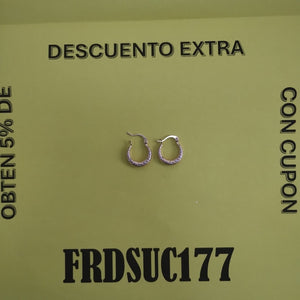 OBTEN 5% DE
DESCUENTO EXTRA
CON CUPON
FRDSUC177